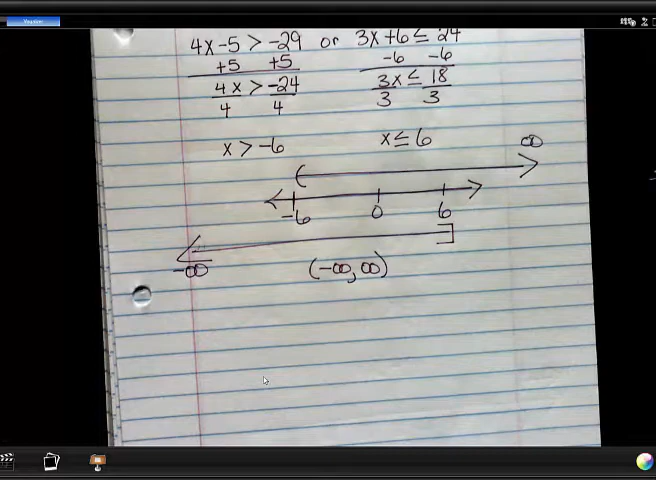 4x-5 > -29 or 3x+6 ≤ 24
+5 +5 -6 -6
4x > -24 3x ≤ 18
4 4 3 3
x > -6 x ≤ 6
∞
-6 0 6
-∞
(-∞, ∞)